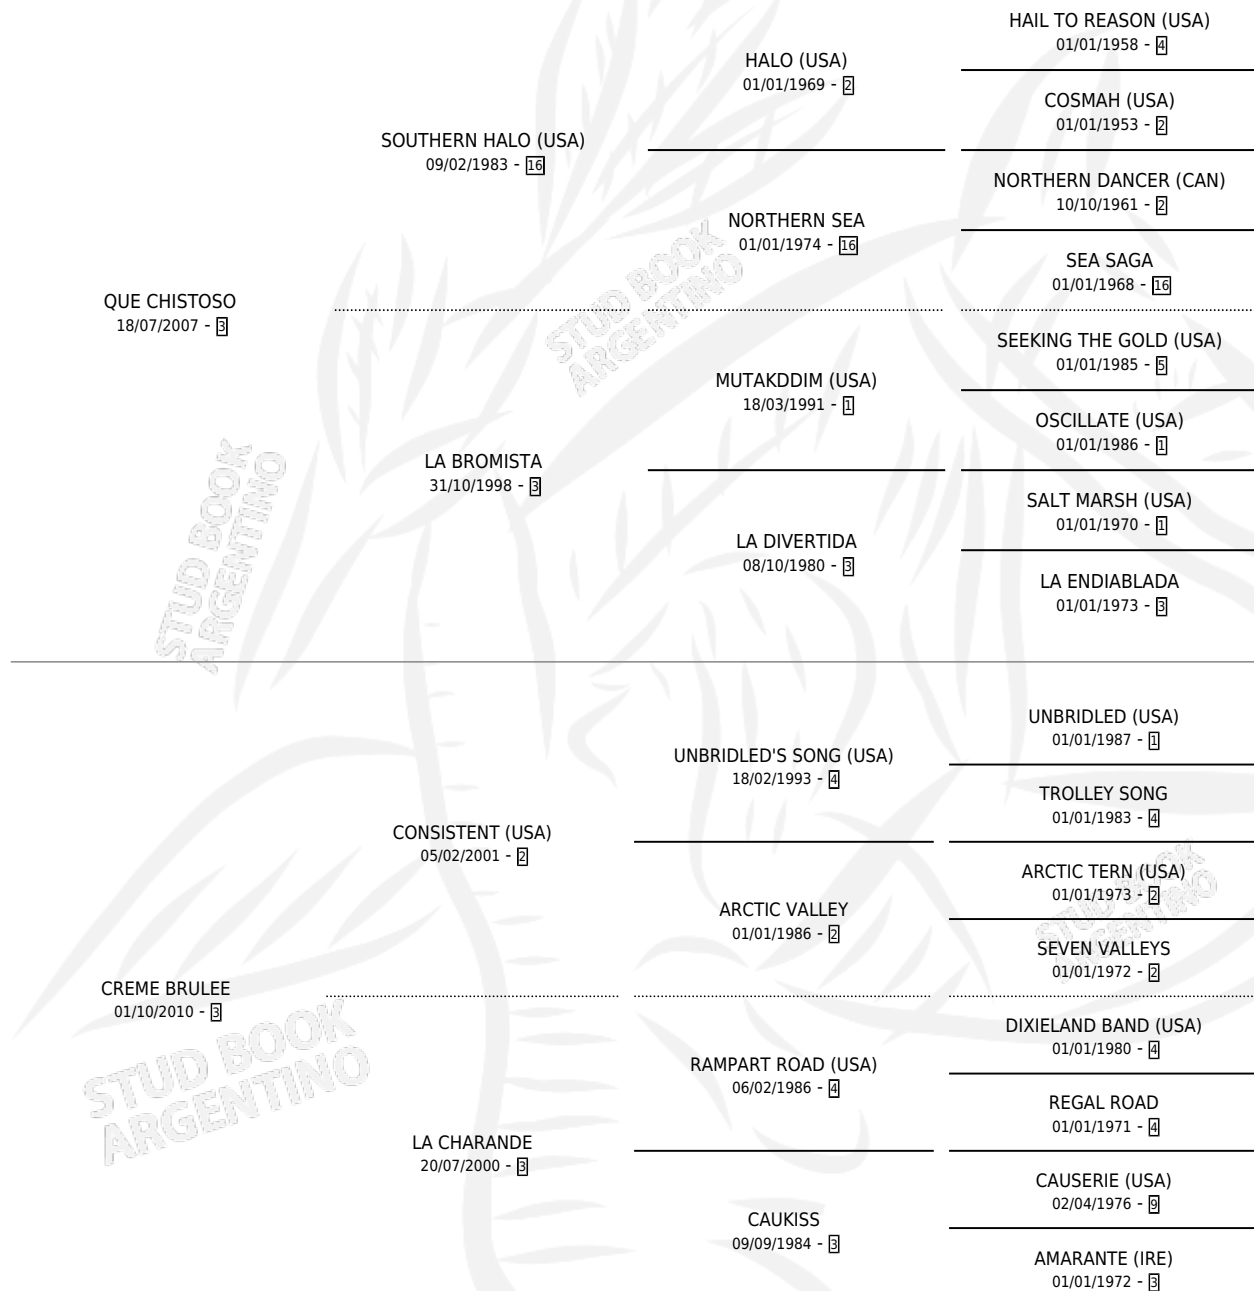 HAIL TO REASON (USA)
01/01/1958 - 4
HALO (USA)
01/01/1969 - 2
COSMAH (USA)
01/01/1953 - 2
SOUTHERN HALO (USA)
09/02/1983 - 16
NORTHERN DANCER (CAN)
10/10/1961 - 2
NORTHERN SEA
01/01/1974 - 16
SEA SAGA
01/01/1968 - 16
QUE CHISTOSO
18/07/2007 - 3
STUD BOOK
ARGENTINO
SEEKING THE GOLD (USA)
01/01/1985 - 5
MUTAKDDIM (USA)
18/03/1991 - 1
OSCILLATE (USA)
01/01/1986 - 1
LA BROMISTA
31/10/1998 - 3
SALT MARSH (USA)
01/01/1970 - 1
LA DIVERTIDA
08/10/1980 - 3
LA ENDIABLADA
01/01/1973 - 3
STUD BOOK
ARGENTINO
UNBRIDLED (USA)
01/01/1987 - 1
UNBRIDLED'S SONG (USA)
18/02/1993 - 4
TROLLEY SONG
01/01/1983 - 4
CONSISTENT (USA)
05/02/2001 - 2
ARCTIC TERN (USA)
01/01/1973 - 2
ARCTIC VALLEY
01/01/1986 - 2
STUD BOOK
ARGENTINO
SEVEN VALLEYS
01/01/1972 - 2
CREME BRULEE
01/10/2010 - 3
DIXIELAND BAND (USA)
01/01/1980 - 4
RAMPART ROAD (USA)
06/02/1986 - 4
STUD BOOK
ARGENTINO
REGAL ROAD
01/01/1971 - 4
LA CHARANDE
20/07/2000 - 3
CAUSERIE (USA)
02/04/1976 - 9
CAUKISS
09/09/1984 - 3
AMARANTE (IRE)
01/01/1972 - 3